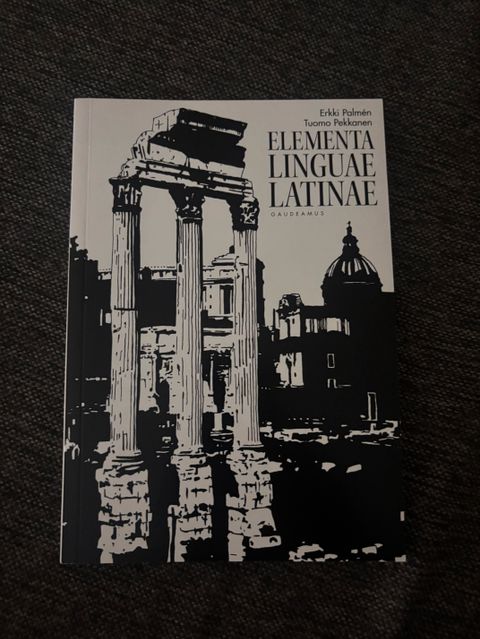 Erkki Palmén
Tuomo Pekkanen
ELEMENTA
LINGUAE
LATINAE
GAUDEAMUS